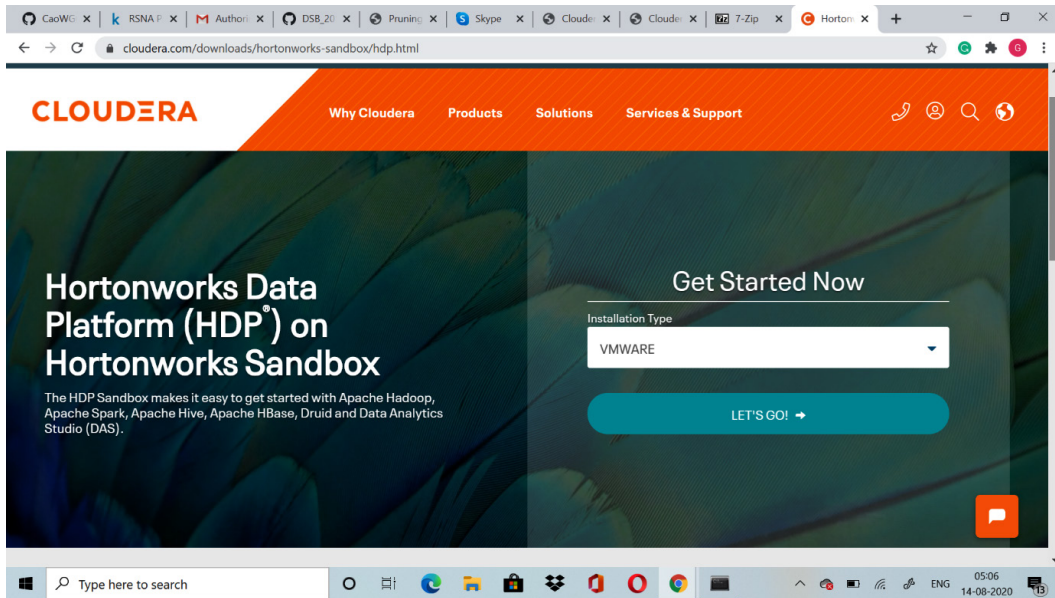 CaoWG
k RSNA P
M Authori
DSB_20
Pruning
S Skype
Clouder
Clouder
7z 7-Zip
C Horton
cloudera.com/downloads/hortonworks-sandbox/hdp.html
G
CLOUDERA
Why Cloudera Products Solutions Services & Support
Hortonworks Data
Platform (HDP®) on
Hortonworks Sandbox
The HDP Sandbox makes it easy to get started with Apache Hadoop,
Apache Spark, Apache Hive, Apache HBase, Druid and Data Analytics
Studio (DAS).
Get Started Now
Installation Type
VMWARE
LET'S GO!
Type here to search
ENG
05:06
14-08-2020
13